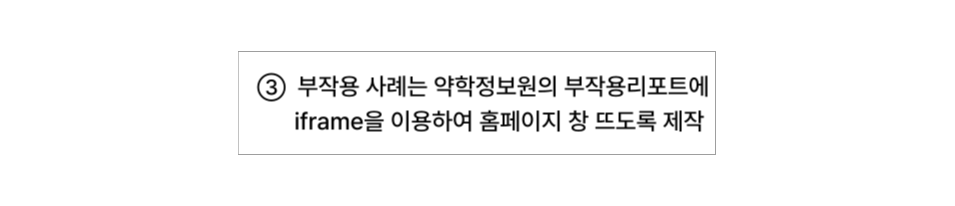 ③ 부작용 사례는 약학정보원의 부작용리포트에
iframe을 이용하여 홈페이지 창 뜨도록 제작